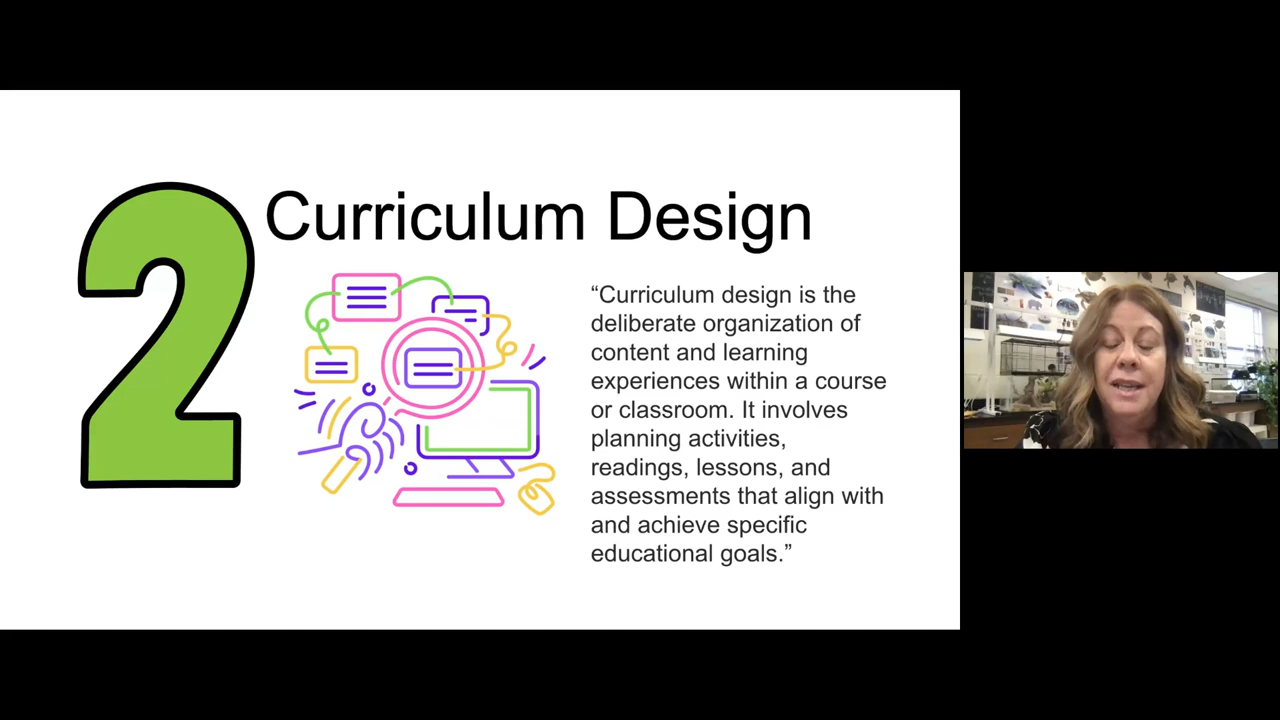 2
Curriculum Design
“Curriculum design is the
deliberate organization of
content and learning
experiences within a course
or classroom. It involves
planning activities,
readings, lessons, and
assessments that align with
and achieve specific
educational goals.”